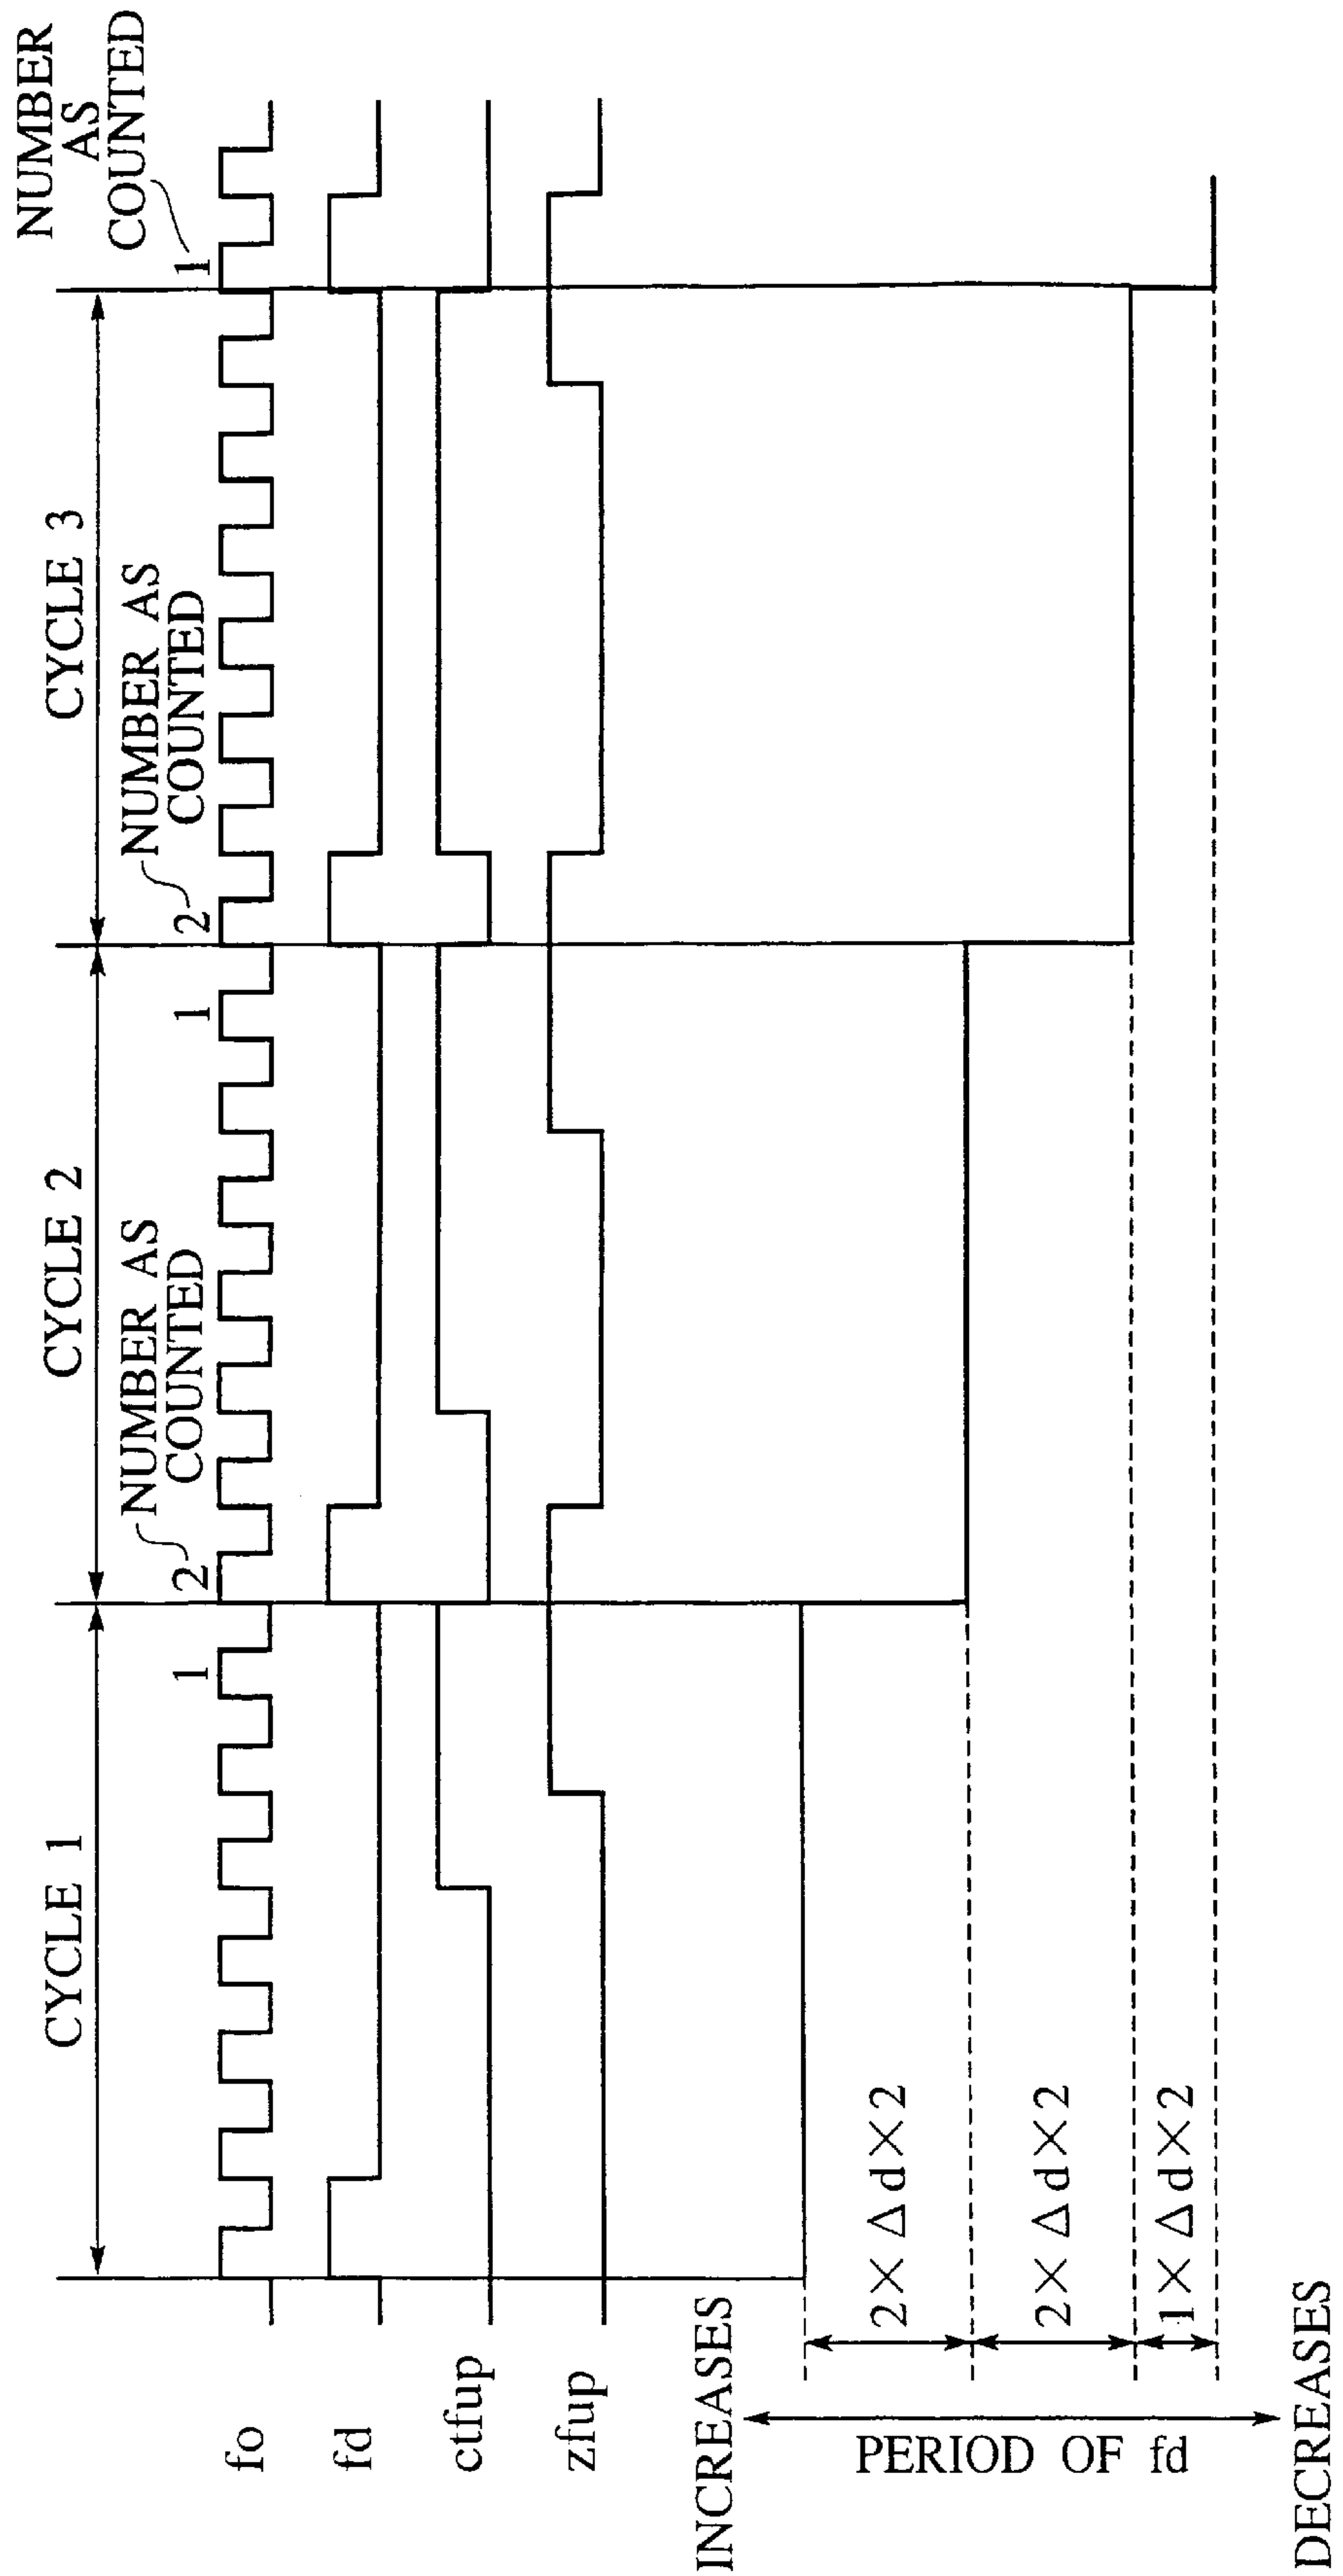 CYCLE 1
CYCLE 2
CYCLE 3
NUMBER
AS
COUNTED
NUMBER AS
COUNTED
NUMBER AS
COUNTED
1
2
1
2
1
fo
fd
ctfup
zfup
INCREASES
PERIOD OF fd
DECREASES
2×Δd×2
2×Δd×2
1×Δd×2